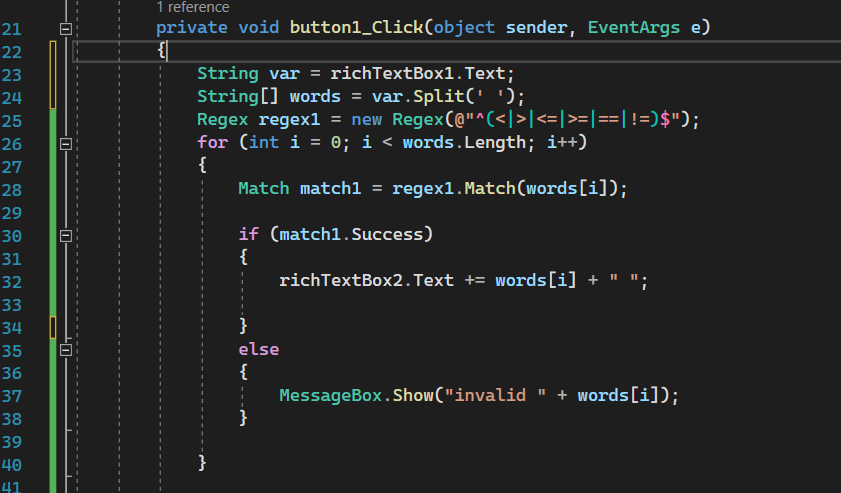 1 reference
21 private void button1_Click(object sender, EventArgs e)
22 {
23 String var = richTextBox1.Text;
24 String[] words = var.Split(' ');
25 Regex regex1 = new Regex(@"^(<|>|<=|>=|==|!=)$");
26 for (int i = 0; i < words.Length; i++)
27 {
28 Match match1 = regex1.Match(words[i]);
29
30 if (match1.Success)
31 {
32 richTextBox2.Text += words[i] + " ";
33
34 }
35 else
36 {
37 MessageBox.Show("invalid " + words[i]);
38 }
39
40 }
41